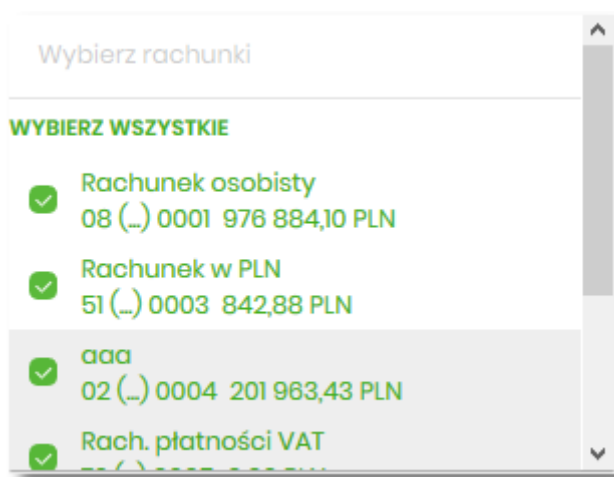 Wybierz rachunki
WYBIERZ WSZYSTKIE
Rachunek osobisty
08 (...) 0001 976 884,10 PLN
Rachunek w PLN
51 (...) 0003 842,88 PLN
aaa
02 (...) 0004 201 963,43 PLN
Rach. płatności VAT